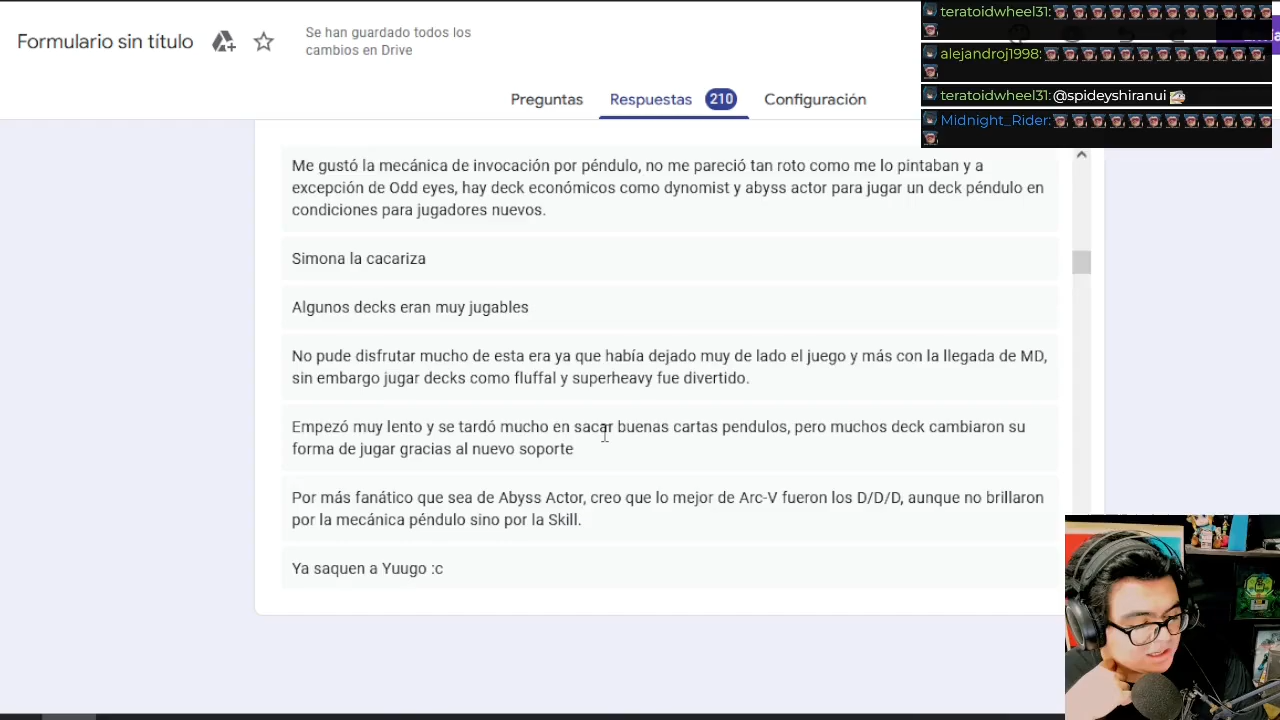 Formulario sin titulo
Se han guardado todos los
cambios en Drive
teratoidwheel31:
alejandroj1998:
teratoidwheel31: @spideyshiranui
Midnight_Rider:
Preguntas
Respuestas
210
Configuración
Me gustó la mecánica de invocación por péndulo, no me pareció tan roto como me lo pintaban y a
excepción de Odd eyes, hay deck económicos como dynomist y abyss actor para jugar un deck péndulo en
condiciones para jugadores nuevos.
Simona la cacariza
Algunos decks eran muy jugables
No pude disfrutar mucho de esta era ya que había dejado muy de lado el juego y más con la llegada de MD,
sin embargo jugar decks como fluffal y superheavy fue divertido.
Empezó muy lento y se tardó mucho en sacar buenas cartas pendulos, pero muchos deck cambiaron su
forma de jugar gracias al nuevo soporte
Por más fanático que sea de Abyss Actor, creo que lo mejor de Arc-V fueron los D/D/D, aunque no brillaron
por la mecánica péndulo sino por la Skill.
Ya saquen a Yuugo :c